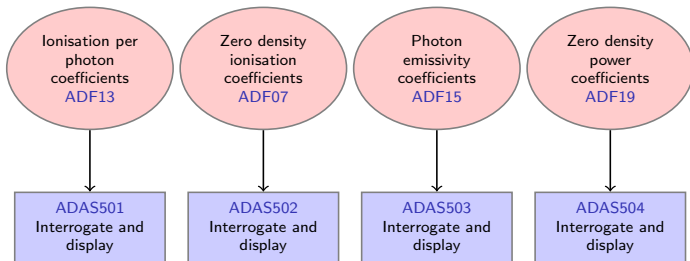 Ionisation per
photon
coefficients
ADF13
Zero density
ionisation
coefficients
ADF07
Photon
emissivity
coefficients
ADF15
Zero density
power
coefficients
ADF19
ADAS501
Interrogate and
display
ADAS502
Interrogate and
display
ADAS503
Interrogate and
display
ADAS504
Interrogate and
display